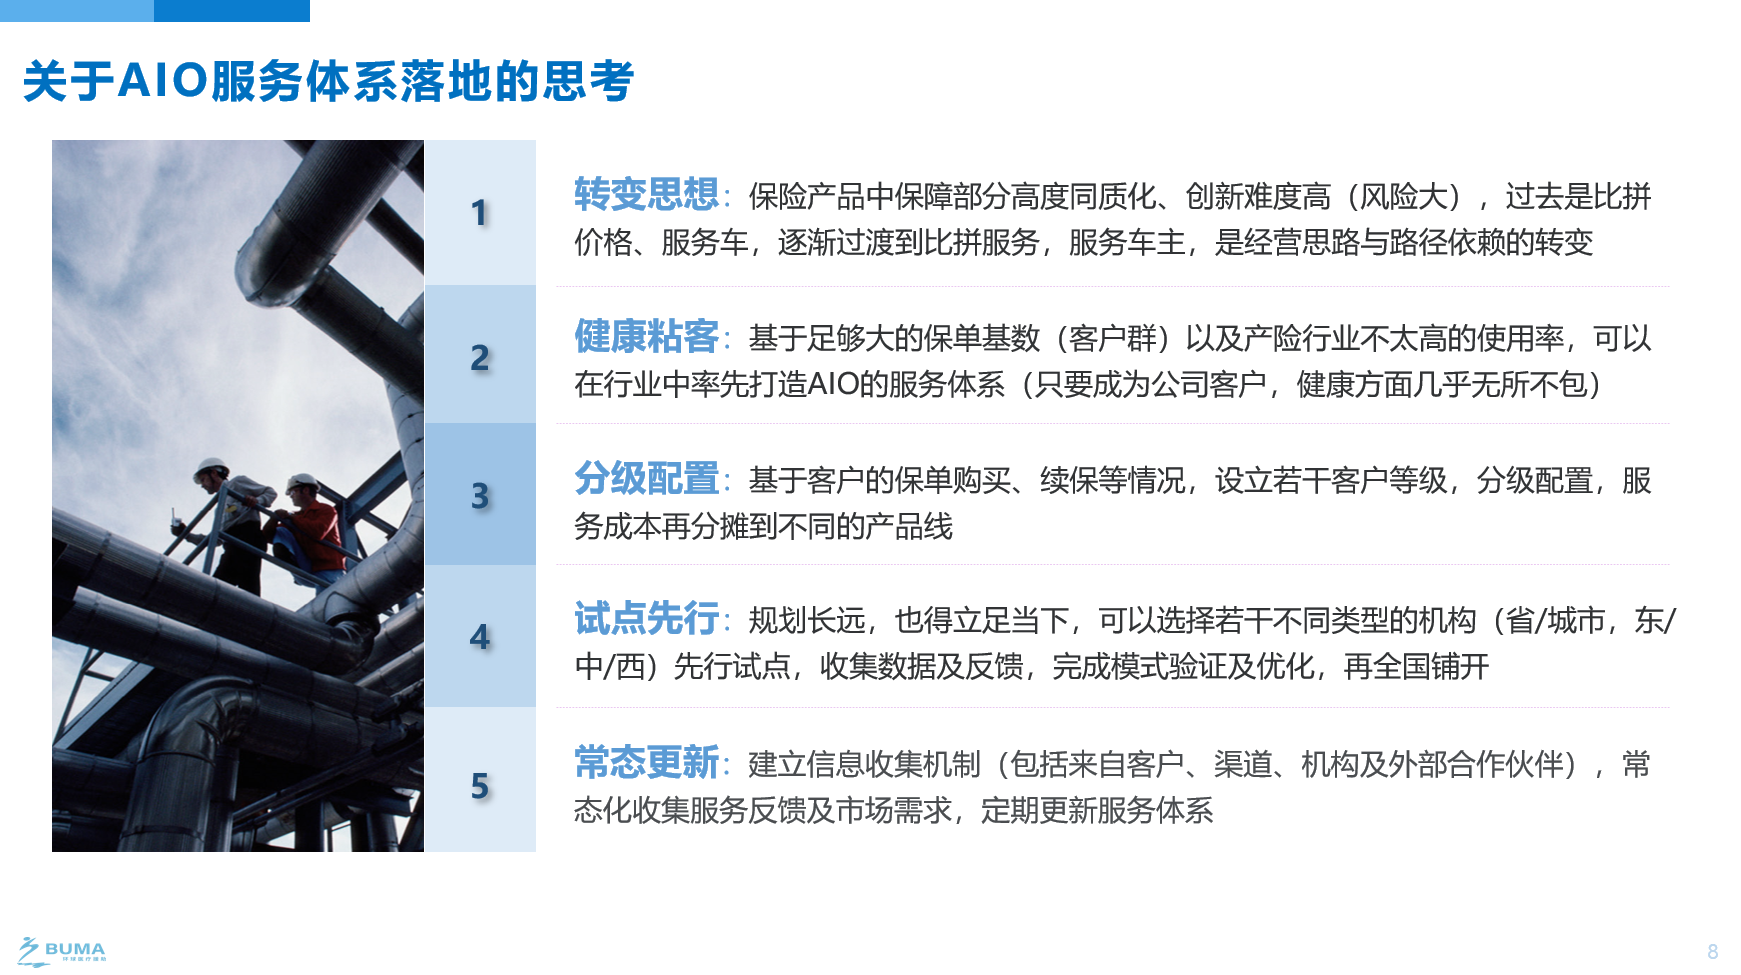 关于AIO服务体系落地的思考
1
转变思想：保险产品中保障部分高度同质化、创新难度高（风险大），过去是比拼
价格、服务车，逐渐过渡到比拼服务，服务车主，是经营思路与路径依赖的转变
2
健康粘客：基于足够大的保单基数（客户群）以及产险行业不太高的使用率，可以
在行业中率先打造AIO的服务体系（只要成为公司客户，健康方面几乎无所不包）
3
分级配置：基于客户的保单购买、续保等情况，设立若干客户等级，分级配置，服
务成本再分摊到不同的产品线
4
试点先行：规划长远，也得立足当下，可以选择若干不同类型的机构（省/城市，东/
中/西）先行试点，收集数据及反馈，完成模式验证及优化，再全国铺开
5
常态更新：建立信息收集机制（包括来自客户、渠道、机构及外部合作伙伴），常
态化收集服务反馈及市场需求，定期更新服务体系
BUMA
环球医疗援助
8